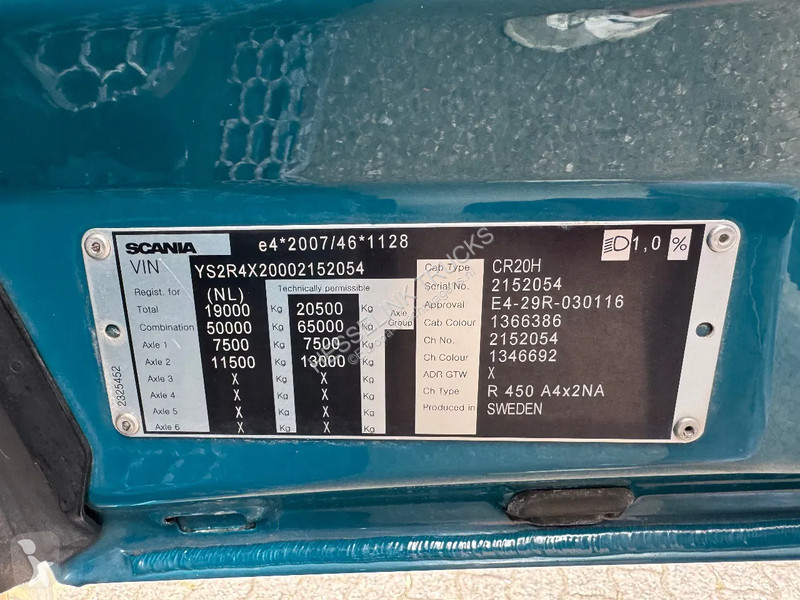 SCANIA e4*2007/46*1128 1,0 %
VIN YS2R4X20002152054
Regist. for (NL) Technically permissible
Total 19000 Kg 20500 Kg Axle Group
Combination 50000 Kg 65000 Kg
Axle 1 7500 Kg 7500 Kg
Axle 2 11500 Kg 13000 Kg
Axle 3 X Kg X Kg
Axle 4 X Kg X Kg
Axle 5 X Kg X Kg
Axle 6 X Kg X Kg
2325452
Cab Type CR20H
Serial No. 2152054
Approval E4-29R-030116
Cab Colour 1366386
Ch No. 2152054
Ch Colour 1346692
ADR GTW X
Ch Type R 450 A4x2NA
Produced in SWEDEN
TRUCKS